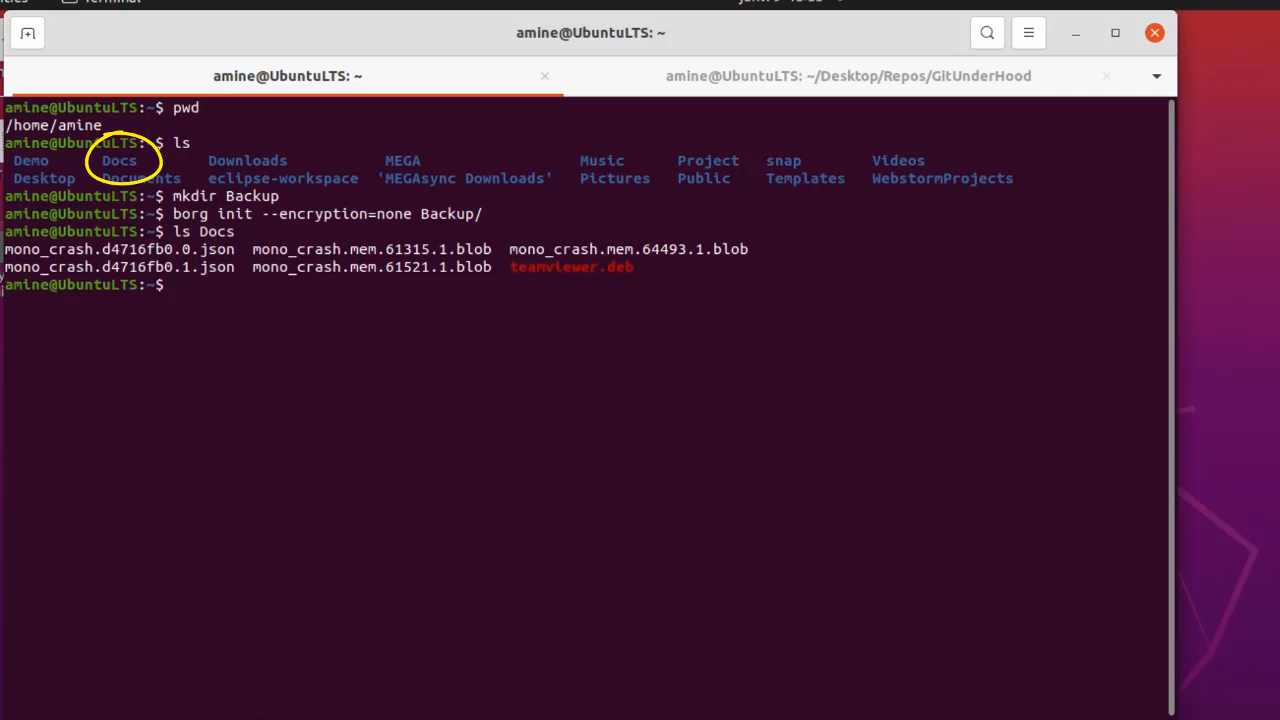 Terminal
amine@UbuntuLTS: ~
amine@UbuntuLTS: ~
amine@UbuntuLTS: ~/Desktop/Repos/GitUnderHood
amine@UbuntuLTS:~$ pwd
/home/amine
amine@UbuntuLTS:~$ ls
Demo Docs Downloads MEGA Music Project snap Videos
Desktop Documents eclipse-workspace 'MEGAsync Downloads' Pictures Public Templates WebstormProjects
amine@UbuntuLTS:~$ mkdir Backup
amine@UbuntuLTS:~$ borg init --encryption=none Backup/
amine@UbuntuLTS:~$ ls Docs
mono_crash.d4716fb0.0.json mono_crash.mem.61315.1.blob mono_crash.mem.64493.1.blob
mono_crash.d4716fb0.1.json mono_crash.mem.61521.1.blob teamviewer.deb
amine@UbuntuLTS:~$